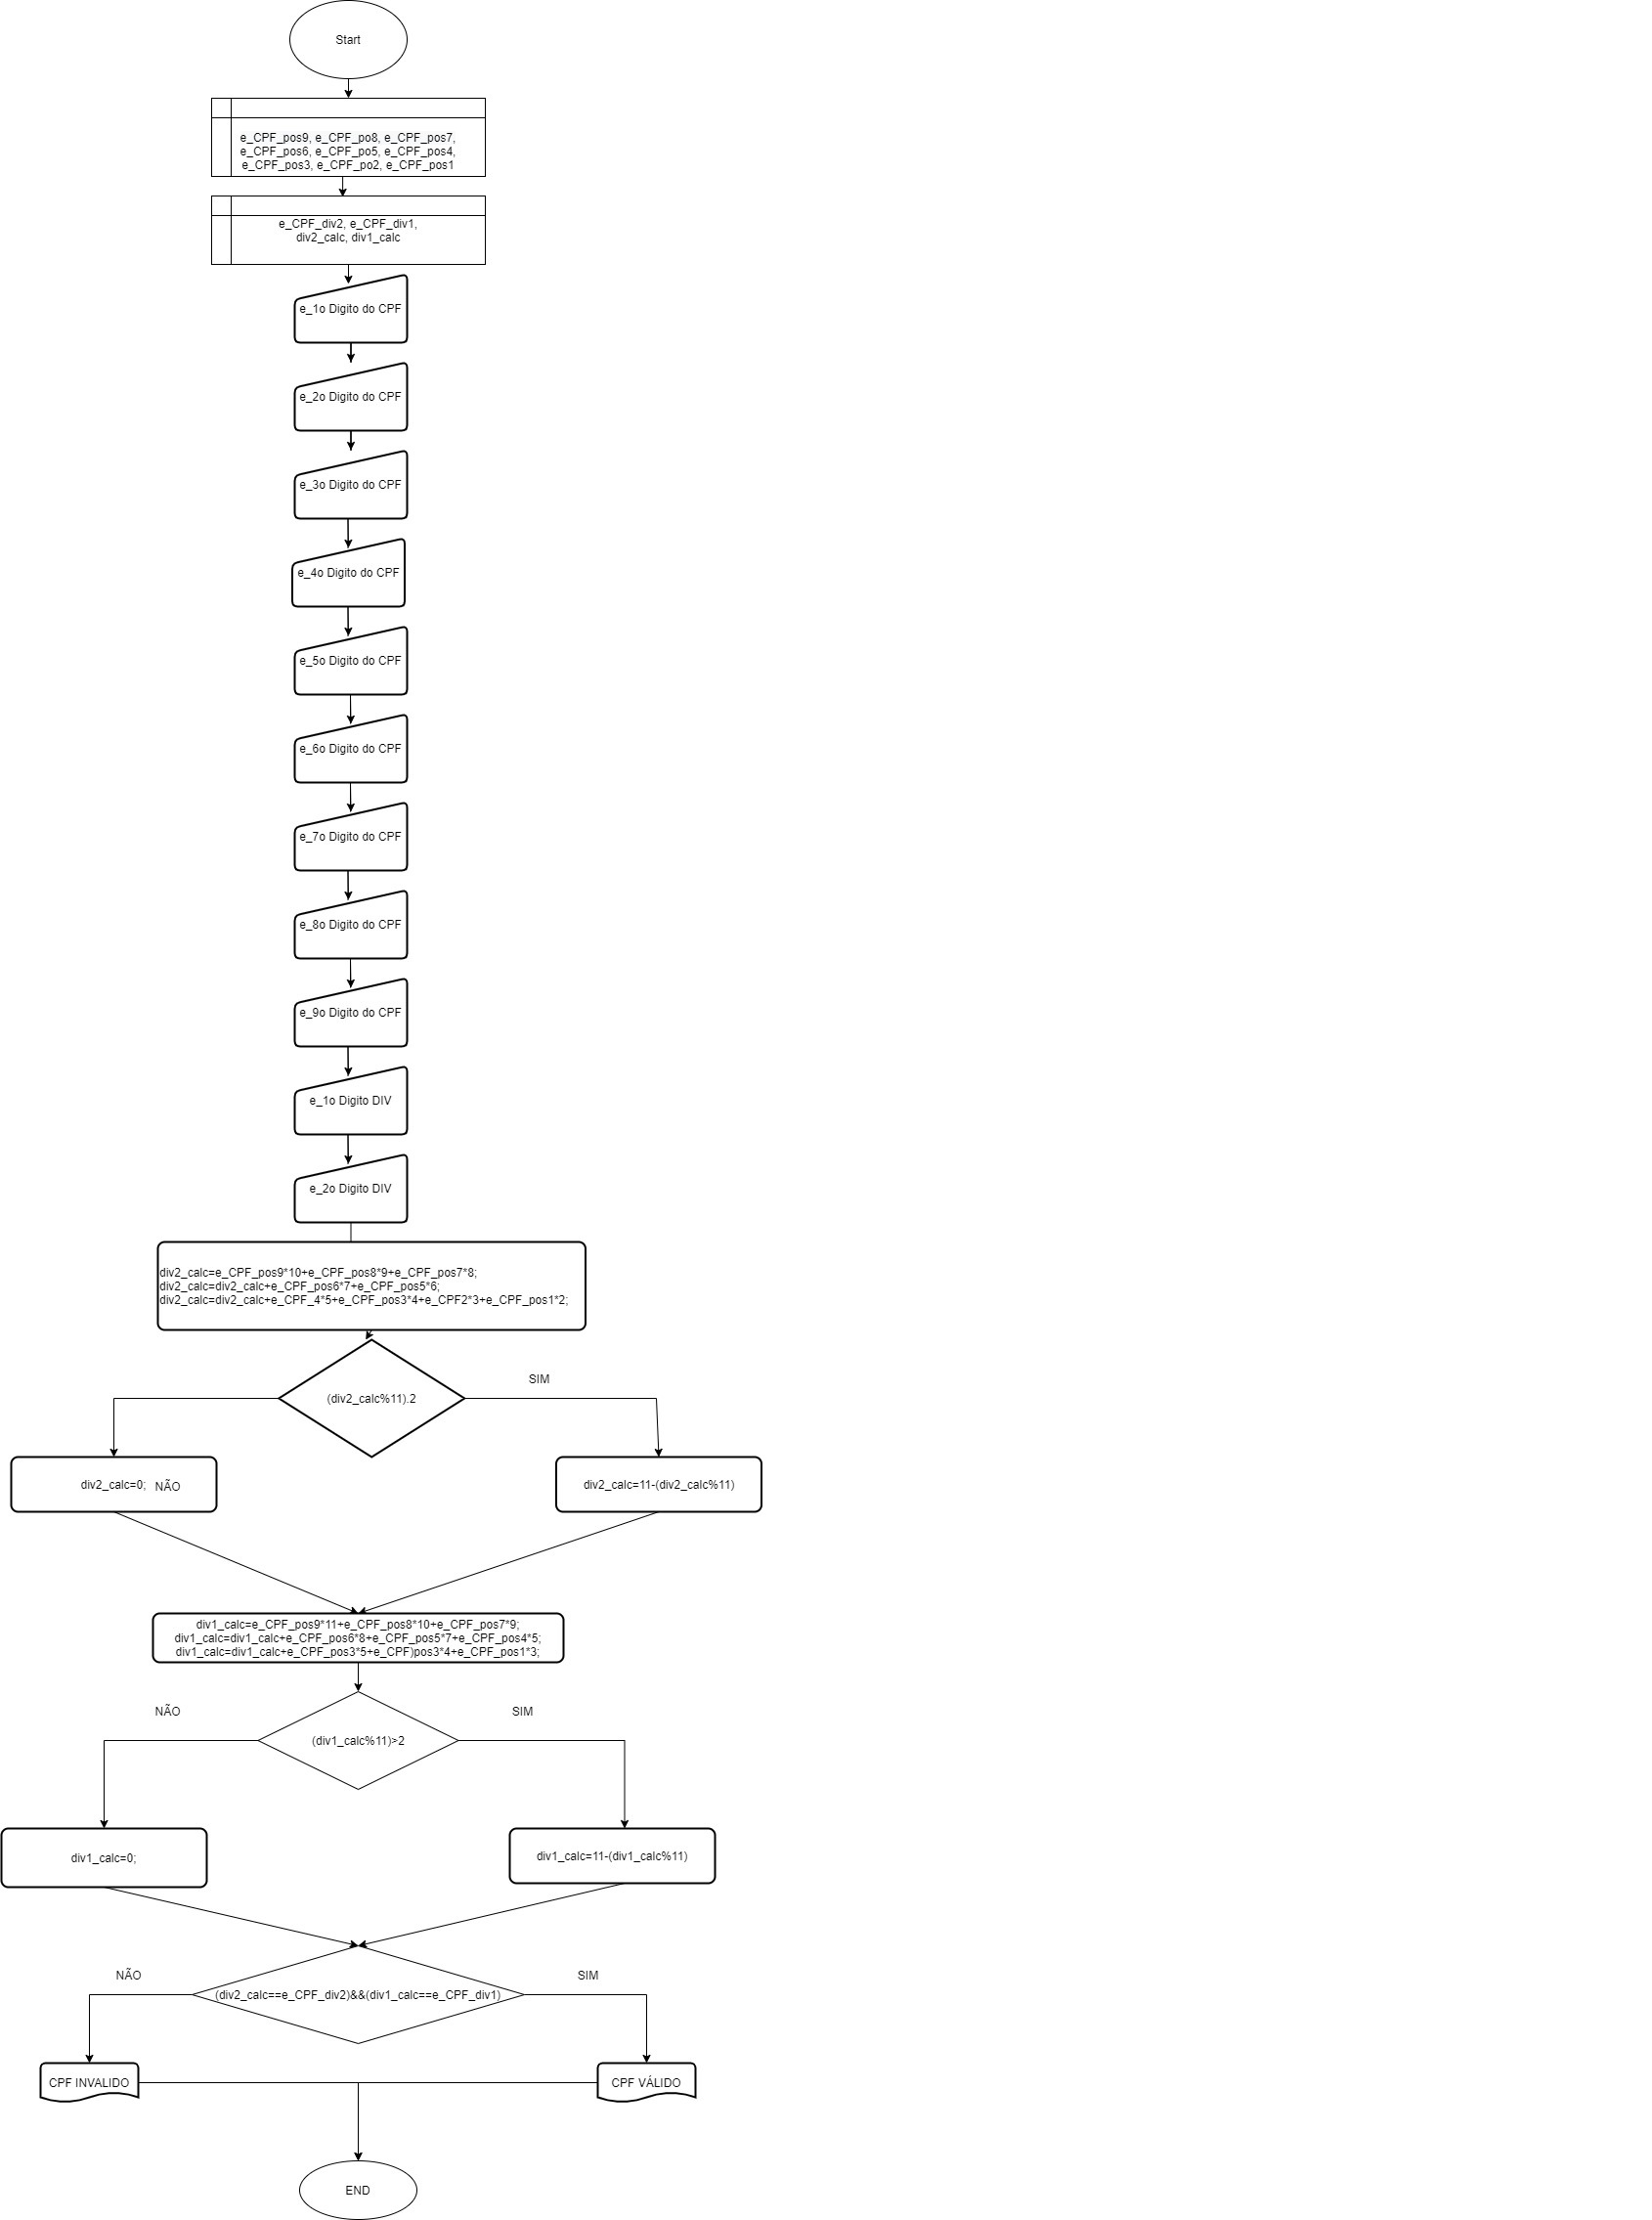 Start
e_CPF_pos9, e_CPF_po8, e_CPF_pos7,
e_CPF_pos6, e_CPF_po5, e_CPF_pos4,
e_CPF_pos3, e_CPF_po2, e_CPF_pos1
e_CPF_div2, e_CPF_div1,
div2_calc, div1_calc
e_1o Digito do CPF
e_2o Digito do CPF
e_3o Digito do CPF
e_4o Digito do CPF
e_5o Digito do CPF
e_6o Digito do CPF
e_7o Digito do CPF
e_8o Digito do CPF
e_9o Digito do CPF
e_1o Digito DIV
e_2o Digito DIV
div2_calc=e_CPF_pos9*10+e_CPF_pos8*9+e_CPF_pos7*8;
div2_calc=div2_calc+e_CPF_pos6*7+e_CPF_pos5*6;
div2_calc=div2_calc+e_CPF_4*5+e_CPF_pos3*4+e_CPF2*3+e_CPF_pos1*2;
SIM
(div2_calc%11).2
div2_calc=0;
NÃO
div2_calc=11-(div2_calc%11)
div1_calc=e_CPF_pos9*11+e_CPF_pos8*10+e_CPF_pos7*9;
div1_calc=div1_calc+e_CPF_pos6*8+e_CPF_pos5*7+e_CPF_pos4*5;
div1_calc=div1_calc+e_CPF_pos3*5+e_CPF)pos3*4+e_CPF_pos1*3;
NÃO
SIM
(div1_calc%11)>2
div1_calc=0;
div1_calc=11-(div1_calc%11)
NÃO
SIM
(div2_calc==e_CPF_div2)&&(div1_calc==e_CPF_div1)
CPF INVALIDO
CPF VÁLIDO
END